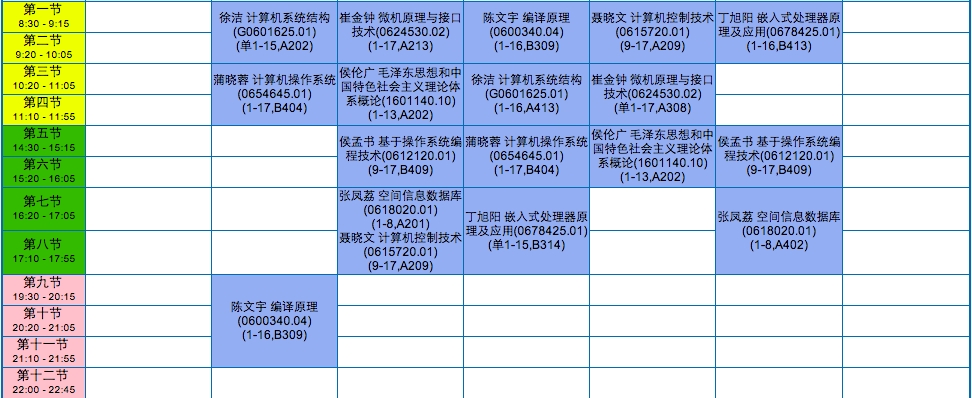 第一节
8:30 - 9:15
第二节
9:20 - 10:05
徐洁 计算机系统结构
(G0601625.01)
(单1-15,A202)
崔金钟 微机原理与接口
技术(0624530.02)
(1-17,A213)
陈文宇 编译原理
(0600340.04)
(1-16,B309)
聂晓文 计算机控制技术
(0615720.01)
(9-17,A209)
丁旭阳 嵌入式处理器原
理及应用(0678425.01)
(1-16,B413)
第三节
10:20 - 11:05
第四节
11:10 - 11:55
蒲晓蓉 计算机操作系统
(0654645.01)
(1-17,B404)
侯伦广 毛泽东思想和中
国特色社会主义理论体
系概论(1601140.10)
(1-13,A202)
徐洁 计算机系统结构
(G0601625.01)
(1-16,A413)
崔金钟 微机原理与接口
技术(0624530.02)
(单1-17,A308)
第五节
14:30 - 15:15
第六节
15:20 - 16:05
侯孟书 基于操作系统编
程技术(0612120.01)
(9-17,B409)
蒲晓蓉 计算机操作系统
(0654645.01)
(1-17,B404)
侯伦广 毛泽东思想和中
国特色社会主义理论体
系概论(1601140.10)
(1-13,A202)
侯孟书 基于操作系统编
程技术(0612120.01)
(9-17,B409)
第七节
16:20 - 17:05
第八节
17:10 - 17:55
张凤荔 空间信息数据库
(0618020.01)
(1-8,A201)
聂晓文 计算机控制技术
(0615720.01)
(9-17,A209)
丁旭阳 嵌入式处理器原
理及应用(0678425.01)
(单1-15,B314)
张凤荔 空间信息数据库
(0618020.01)
(1-8,A402)
第九节
19:30 - 20:15
第十节
20:20 - 21:05
第十一节
21:10 - 21:55
陈文宇 编译原理
(0600340.04)
(1-16,B309)
第十二节
22:00 - 22:45